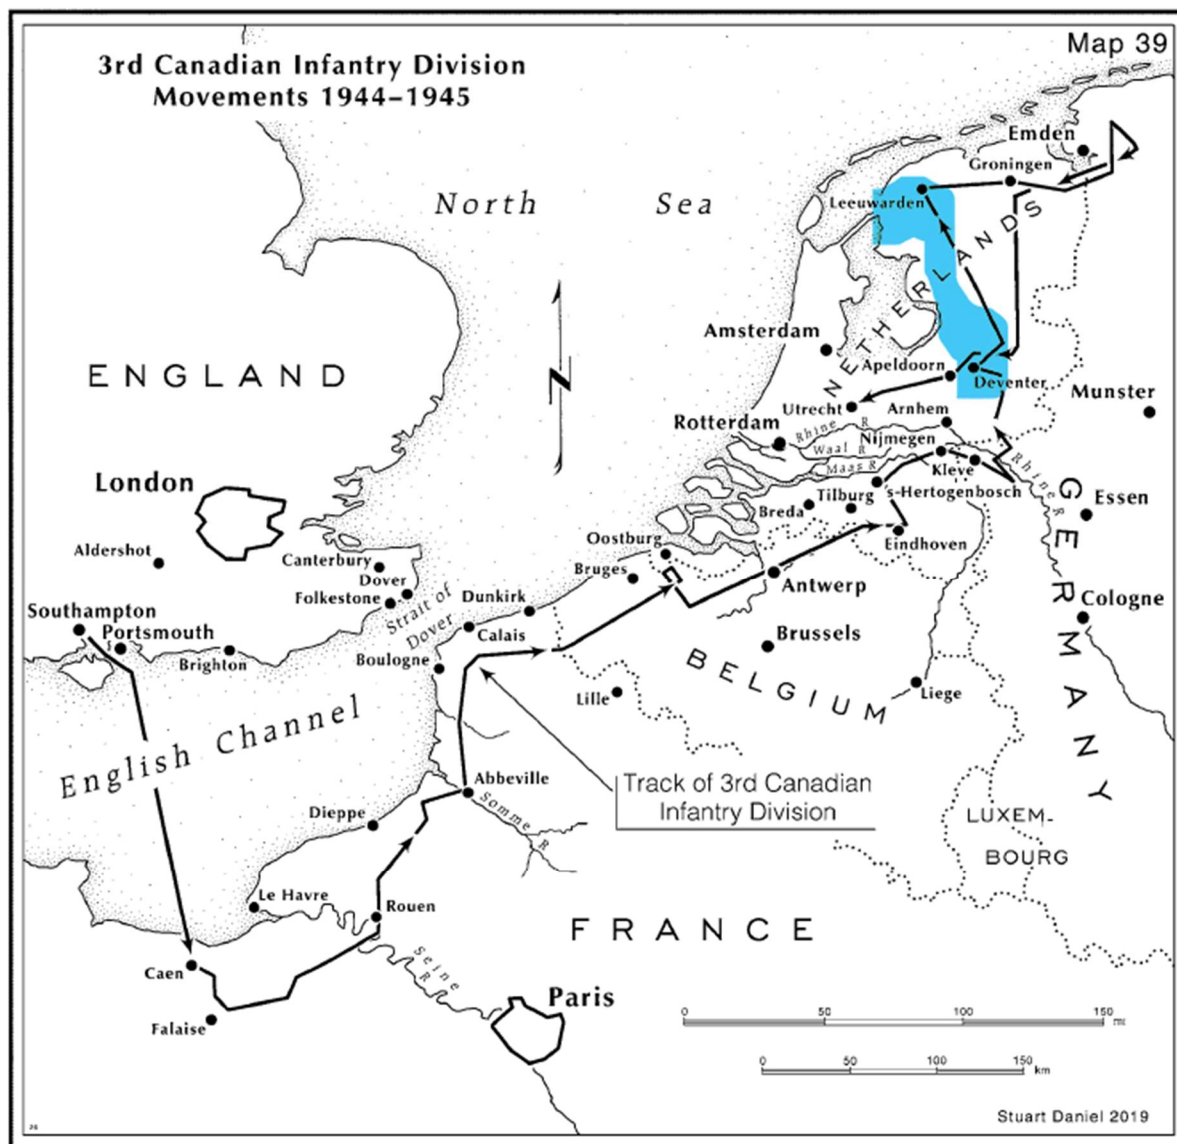 Map 39
3rd Canadian Infantry Division
Movements 1944–1945
Emden
Groningen
Leeuwarden
North Sea
NETHERLANDS
Amsterdam
ENGLAND
Apeldoorn
Deventer
Munster
Utrecht
Arnhem
Rotterdam
Rhine R
Nijmegen
Waal R
Maas R
Kleve
Rhine R
London
Tilburg
's-Hertogenbosch
Essen
Breda
GERMANY
Oostburg
Eindhoven
Aldershot
Canterbury
Dover
Bruges
Antwerp
Folkestone
Strait of
Dover
Dunkirk
Cologne
Southampton
Portsmouth
Calais
Brussels
Brighton
Boulogne
BELGIUM
Lille
Liege
English Channel
Abbeville
Track of 3rd Canadian
Infantry Division
Somme R
Dieppe
LUXEM-
BOURG
Le Havre
Rouen
FRANCE
Seine R
Caen
Paris
Falaise
0 50 100 150 mi
0 50 100 150 km
Stuart Daniel 2019